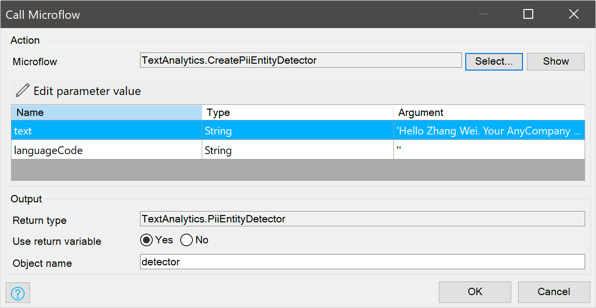 Call Microflow
Action
Microflow TextAnalytics.CreatePiiEntityDetector Select... Show
Edit parameter value
Name Type Argument
text String 'Hello Zhang Wei. Your AnyCompany ...
languageCode String ''
Output
Return type TextAnalytics.PiiEntityDetector
Use return variable Yes No
Object name detector
? OK Cancel